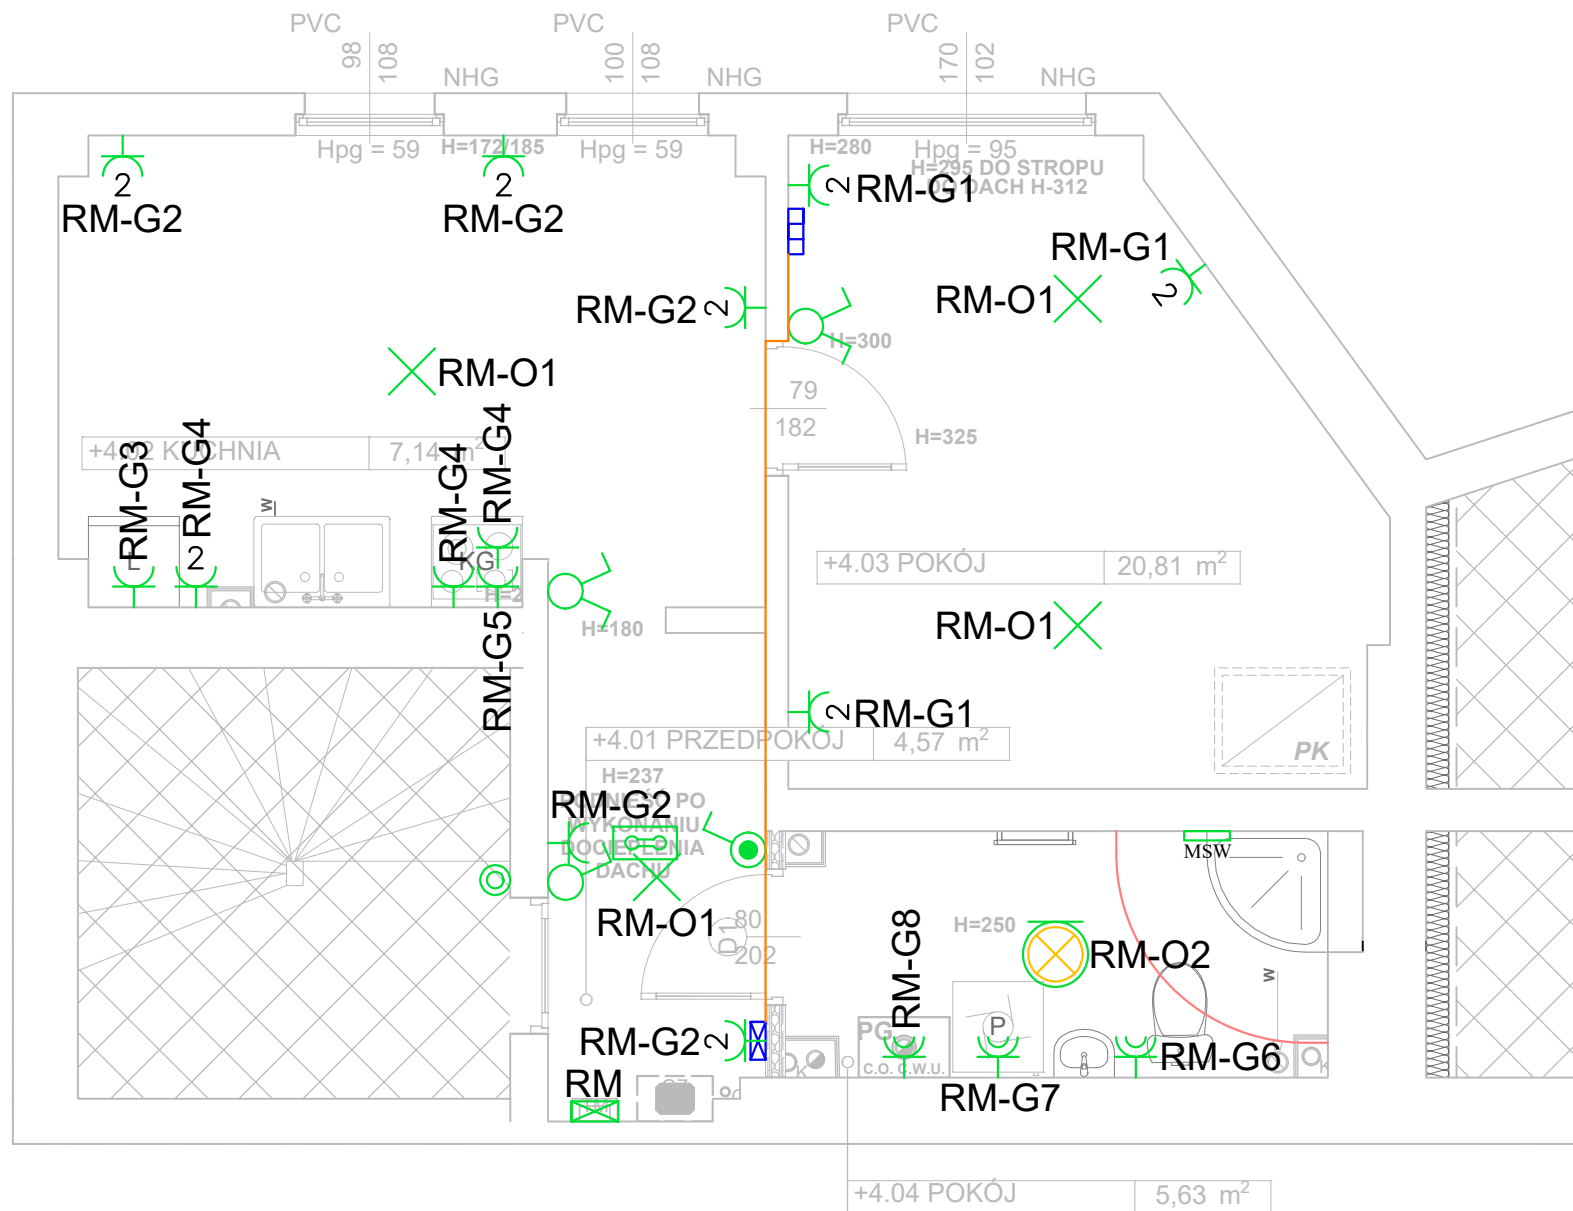 PVC
98
108
NHG
PVC
100
108
NHG
PVC
170
102
NHG
Hpg = 59
H=172/185
Hpg = 59
H=280
Hpg = 95
H=295 DO STROPU
DO DACH H-312
2
RM-G2
2
RM-G2
2
RM-G1
RM-G1
2
RM-G2
2
RM-O1
H=300
RM-O1
79
182
H=325
+4.02 KUCHNIA
7,14 m²
RM-G3
RM-G4
RM-G4
RM-G4
W
L
2
KG
H=2
+4.03 POKÓJ
20,81 m²
H=180
RM-O1
RM-G5
2
RM-G1
+4.01 PRZEDPOKÓJ
4,57 m²
PK
H=237
PODNIEŚĆ PO
WYKONANIU
DOCIEPLENIA
DACHU
RM-G2
MSW
RM-O1
D1
80
202
H=250
RM-G8
RM-O2
W
PG
C.O. C.W.U.
P
RM-G2
2
K
RM-G6
K
RM
RM-G7
+4.04 POKÓJ
5,63 m²